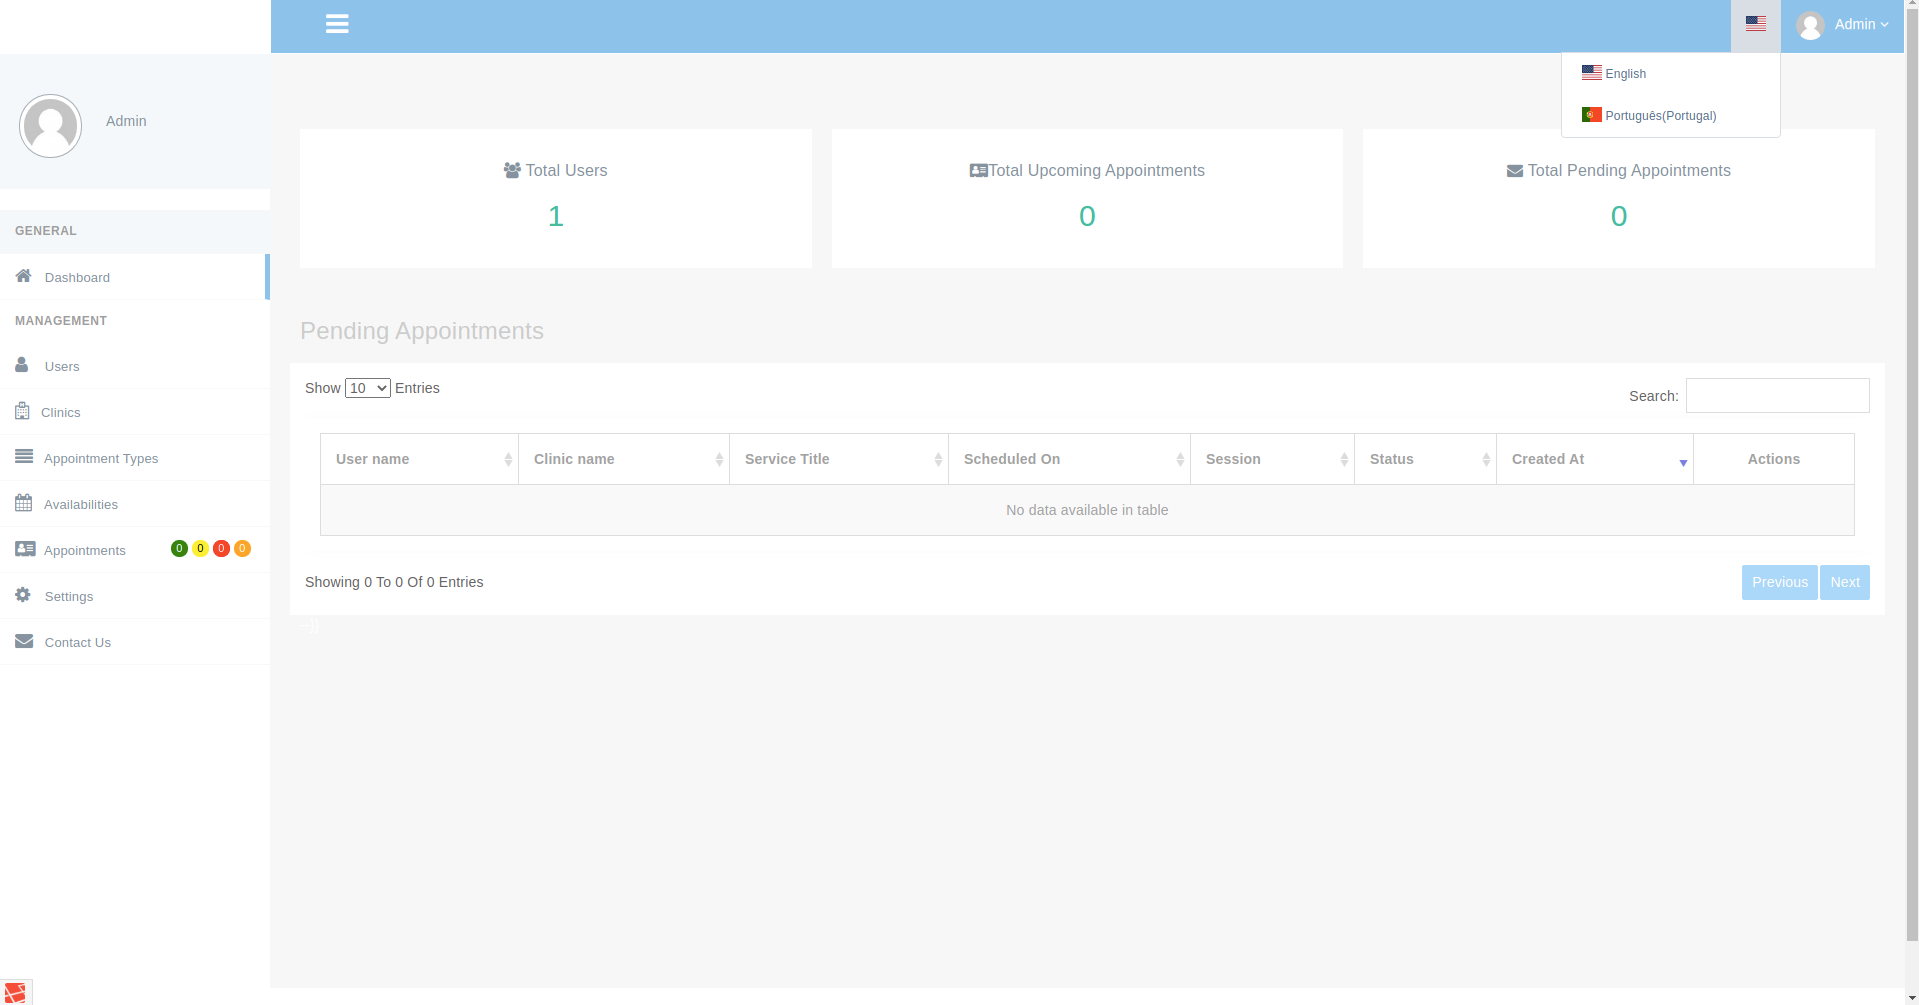 Admin
English
Português(Portugal)
Admin
GENERAL
Dashboard
MANAGEMENT
Users
Clinics
Appointment Types
Availabilities
Appointments 0 0 0 0
Settings
Contact Us
Total Users
1
Total Upcoming Appointments
0
Total Pending Appointments
0
Pending Appointments
Show 10 Entries
Search:
User name Clinic name Service Title Scheduled On Session Status Created At Actions
No data available in table
Showing 0 To 0 Of 0 Entries
Previous Next